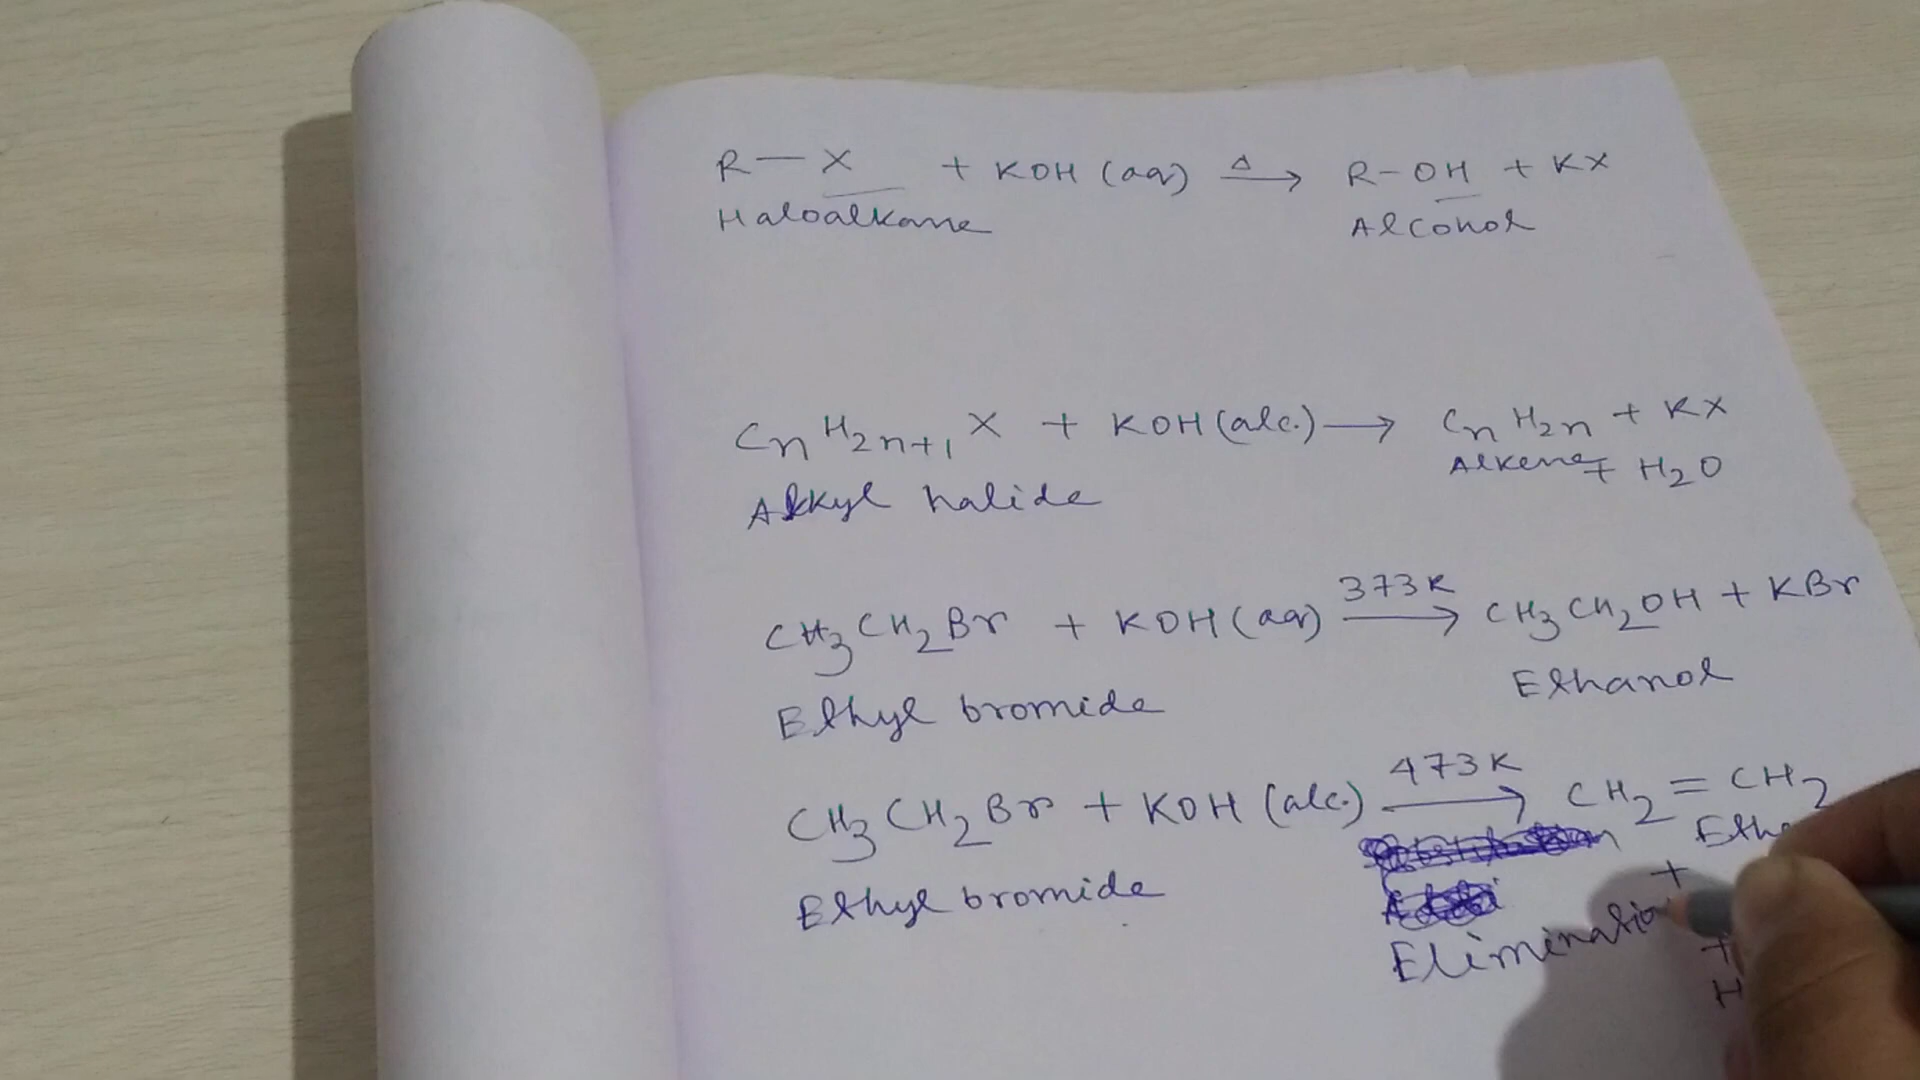 R — X + KOH (aq) Δ→ R-OH + KX
Haloalkane Alcohol
CnH2n+1 X + KOH (alc.) → CnH2n + KX
Alkene + H2O
Alkyl halide
373K
CH3CH2Br + KOH (aq) → CH3CH2OH + KBr
Ethyl bromide Ethanol
473K
CH3CH2Br + KOH (alc.) → CH2 = CH2
Ethyl bromide
+
Elimination
+
H